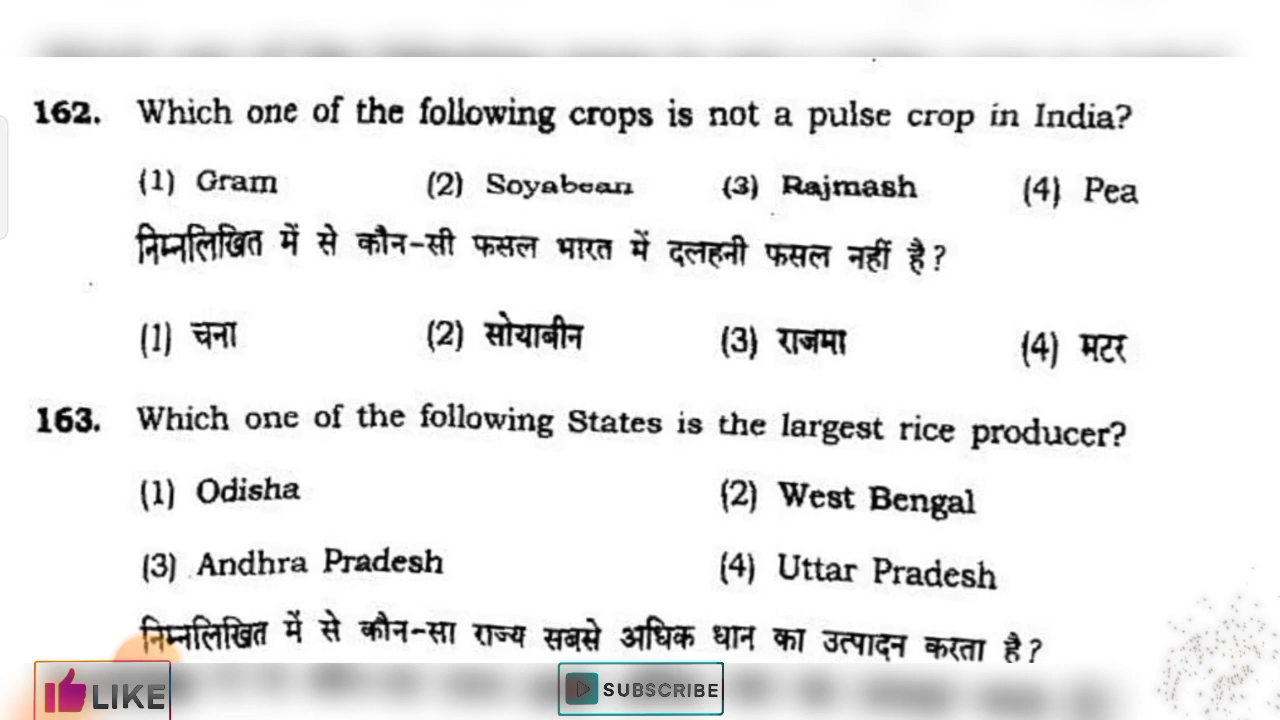 162. Which one of the following crops is not a pulse crop in India?
(1) Gram (2) Soyabean (3) Rajmash (4) Pea
निम्नलिखित में से कौन-सी फसल भारत में दलहनी फसल नहीं है?
(1) चना (2) सोयाबीन (3) राजमा (4) मटर
163. Which one of the following States is the largest rice producer?
(1) Odisha (2) West Bengal
(3) Andhra Pradesh (4) Uttar Pradesh
निम्नलिखित में से कौन-सा राज्य सबसे अधिक धान का उत्पादन करता है?
LIKE SUBSCRIBE